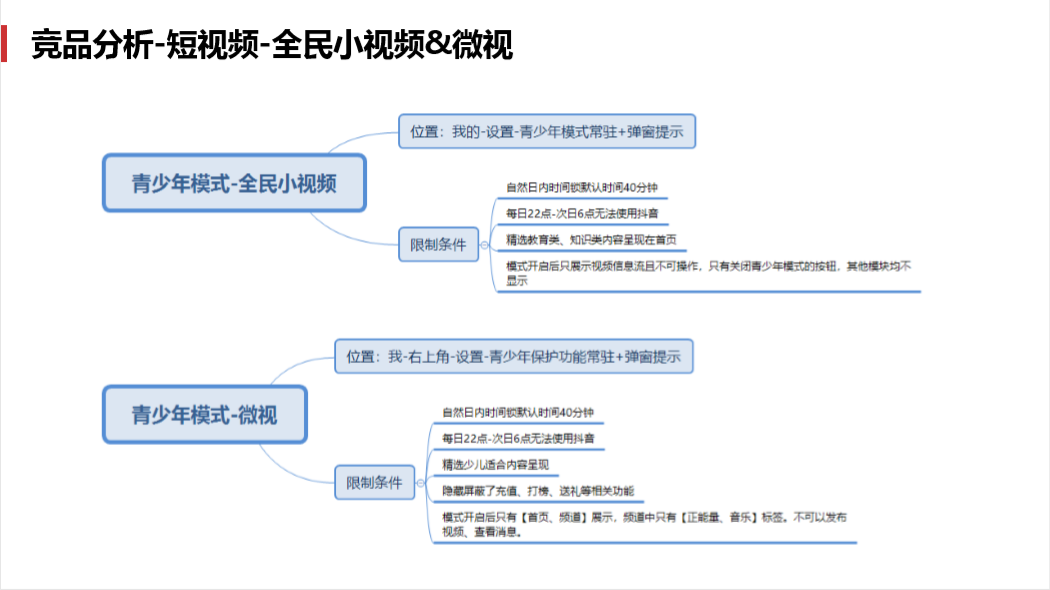 竞品分析-短视频-全民小视频&微视
位置：我的-设置-青少年模式常驻+弹窗提示
青少年模式-全民小视频
自然日内时间锁默认时间40分钟
每日22点-次日6点无法使用抖音
限制条件
精选教育类、知识类内容呈现在首页
模式开启后只展示视频信息流且不可操作，只有关闭青少年模式的按钮，其他模块均不
显示
位置：我-右上角-设置-青少年保护功能常驻+弹窗提示
青少年模式-微视
自然日内时间锁默认时间40分钟
每日22点-次日6点无法使用抖音
精选少儿适合内容呈现
限制条件
隐藏屏蔽了充值、打榜、送礼等相关功能
模式开启后只有【首页、频道】展示，频道中只有【正能量、音乐】标签。不可以发布
视频、查看消息。